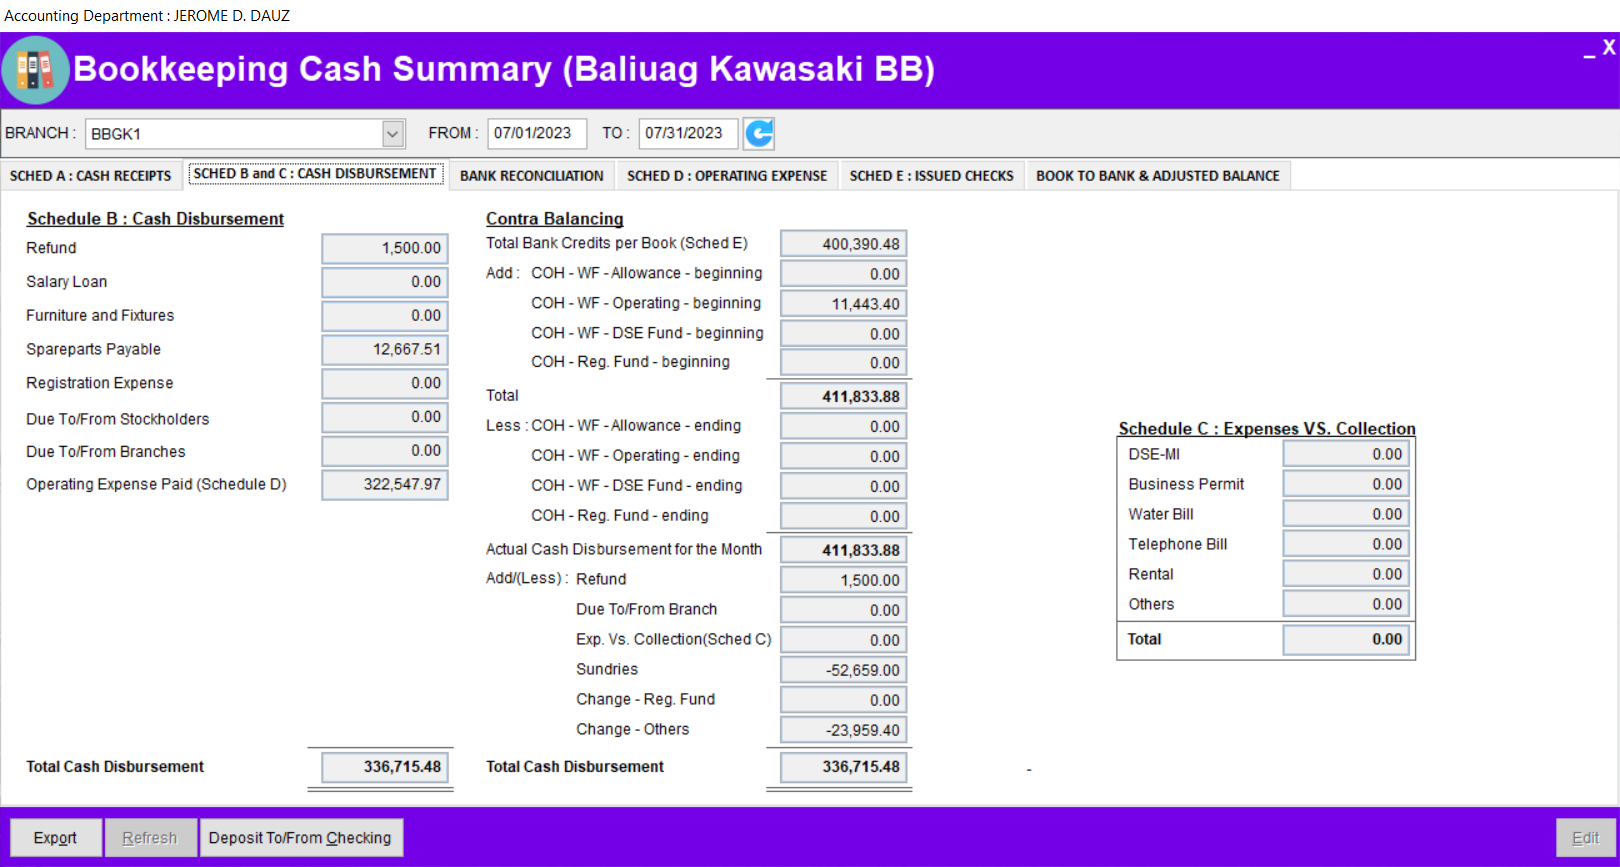 Accounting Department : JEROME D. DAUZ
Bookkeeping Cash Summary (Baliuag Kawasaki BB)
_ X
BRANCH : BBGK1 FROM : 07/01/2023 TO : 07/31/2023
SCHED A : CASH RECEIPTS SCHED B and C : CASH DISBURSEMENT BANK RECONCILIATION SCHED D : OPERATING EXPENSE SCHED E : ISSUED CHECKS BOOK TO BANK & ADJUSTED BALANCE
Schedule B : Cash Disbursement
Refund 1,500.00
Salary Loan 0.00
Furniture and Fixtures 0.00
Spareparts Payable 12,667.51
Registration Expense 0.00
Due To/From Stockholders 0.00
Due To/From Branches 0.00
Operating Expense Paid (Schedule D) 322,547.97
Total Cash Disbursement 336,715.48
Contra Balancing
Total Bank Credits per Book (Sched E) 400,390.48
Add : COH - WF - Allowance - beginning 0.00
COH - WF - Operating - beginning 11,443.40
COH - WF - DSE Fund - beginning 0.00
COH - Reg. Fund - beginning 0.00
Total 411,833.88
Less : COH - WF - Allowance - ending 0.00
COH - WF - Operating - ending 0.00
COH - WF - DSE Fund - ending 0.00
COH - Reg. Fund - ending 0.00
Actual Cash Disbursement for the Month 411,833.88
Add/(Less) : Refund 1,500.00
Due To/From Branch 0.00
Exp. Vs. Collection(Sched C) 0.00
Sundries -52,659.00
Change - Reg. Fund 0.00
Change - Others -23,959.40
Total Cash Disbursement 336,715.48
Schedule C : Expenses VS. Collection
DSE-MI 0.00
Business Permit 0.00
Water Bill 0.00
Telephone Bill 0.00
Rental 0.00
Others 0.00
Total 0.00
-
Export Refresh Deposit To/From Checking Edit